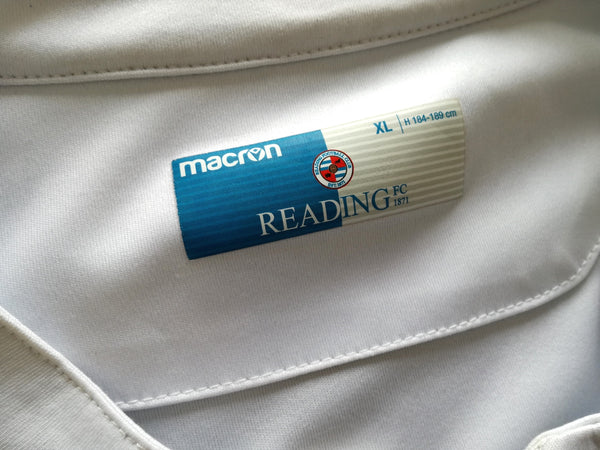 macron
XL | H 184-189 cm
READING FC
1871